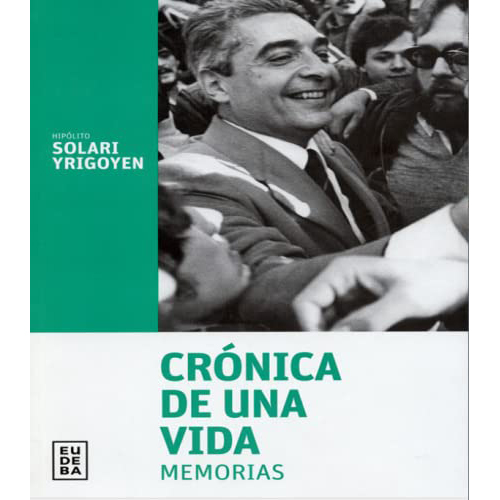 HIPÓLITO
SOLARI
YRIGOYEN
CRÓNICA
DE UNA
VIDA
MEMORIAS
EU
DE
BA